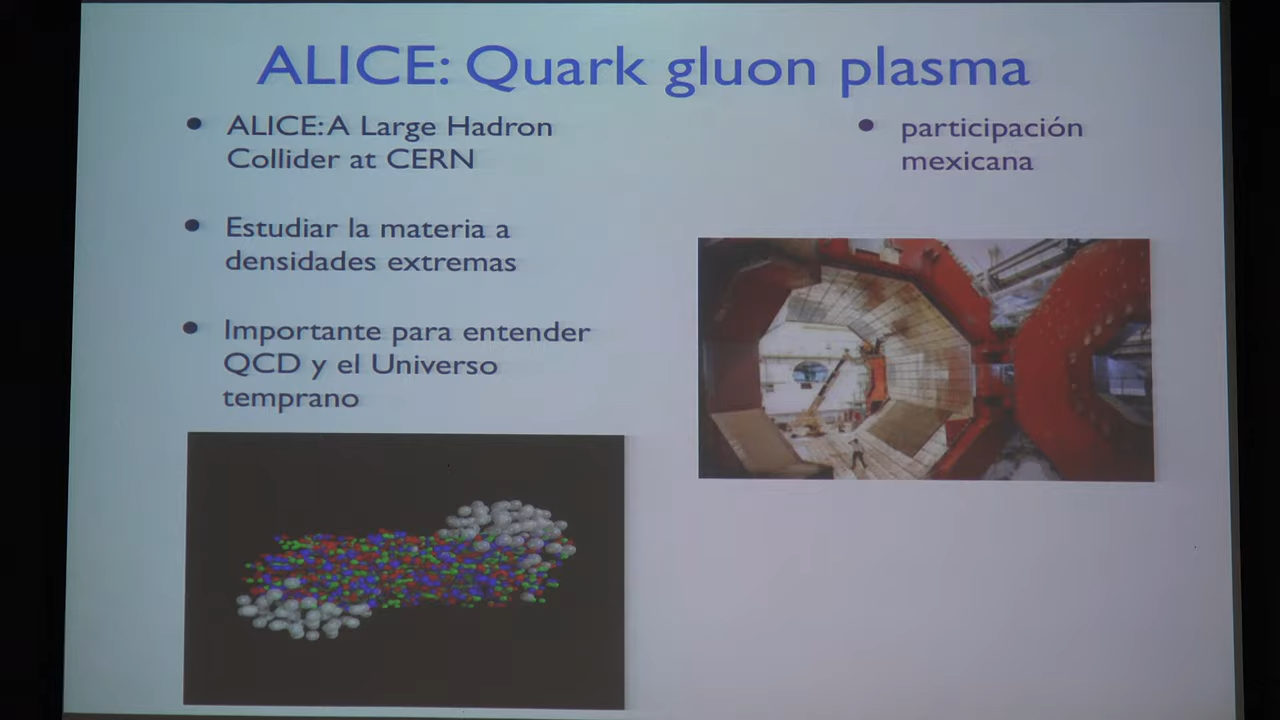 ALICE: Quark gluon plasma
• ALICE: A Large Hadron
Collider at CERN
• Estudiar la materia a
densidades extremas
• Importante para entender
QCD y el Universo
temprano
• participación
mexicana